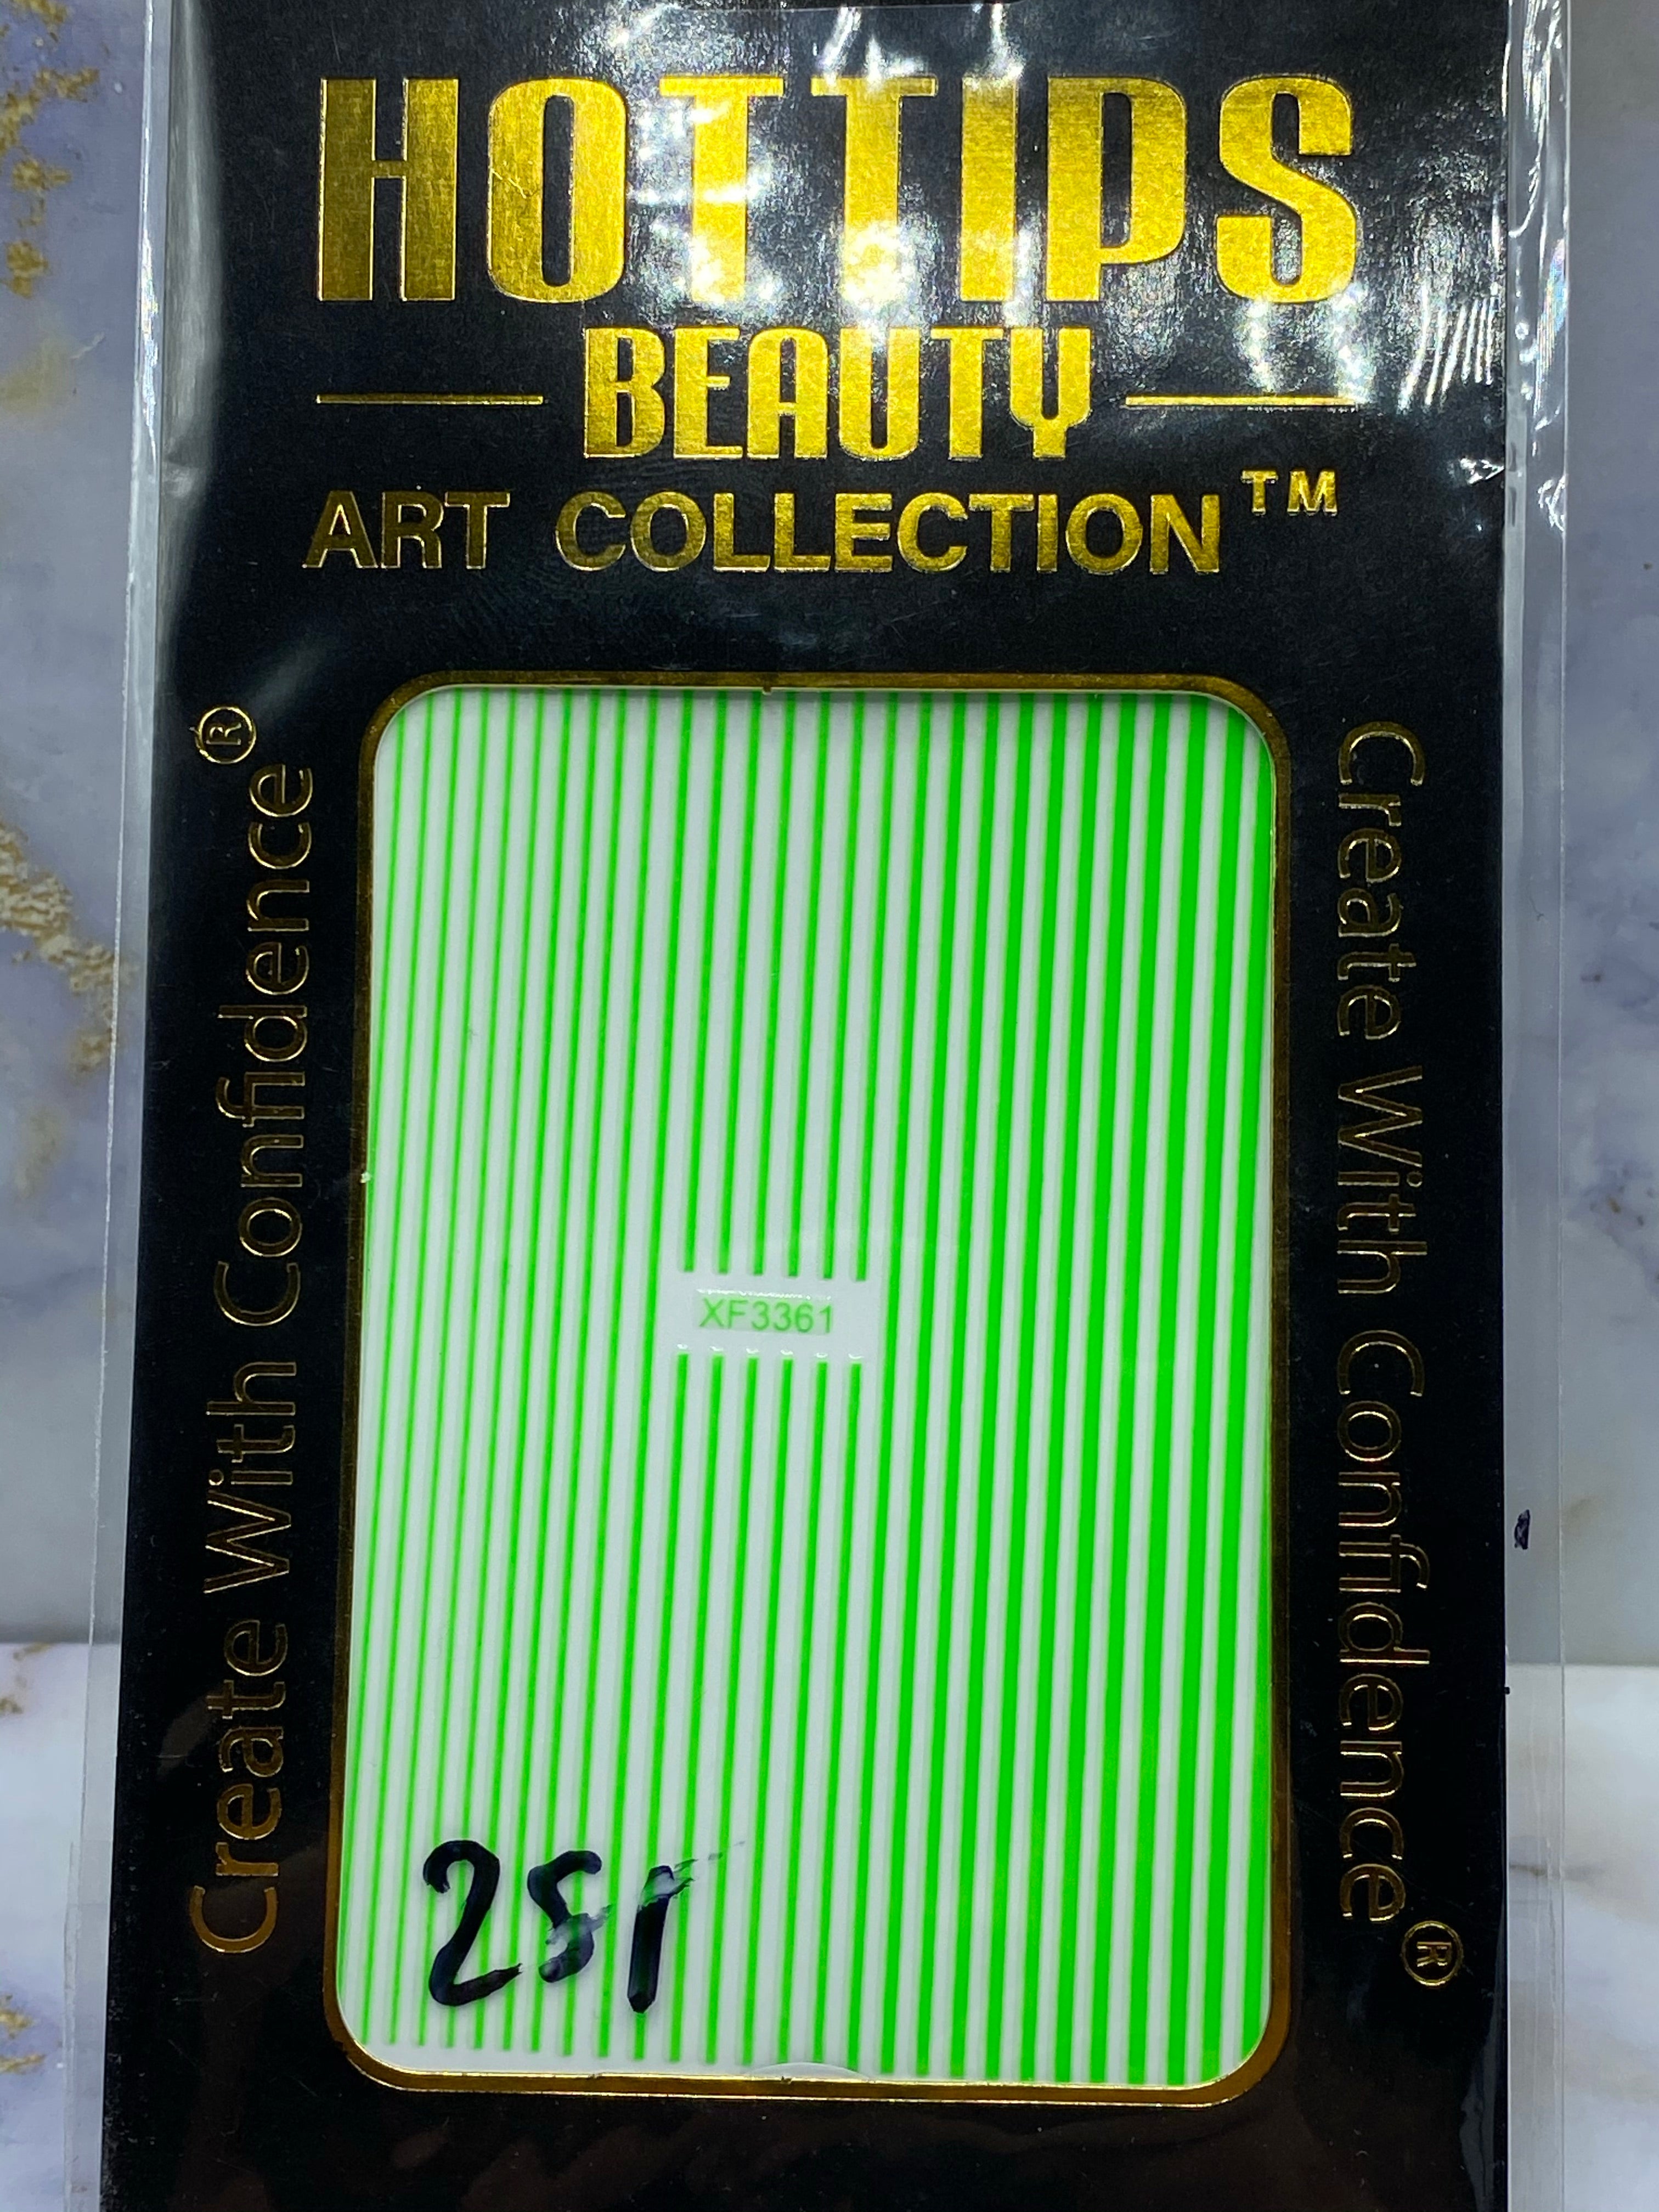 HOTTIPS
BEAUTY
ART COLLECTION™
Create With Confidence®
Create With Confidence®
XF3361
251